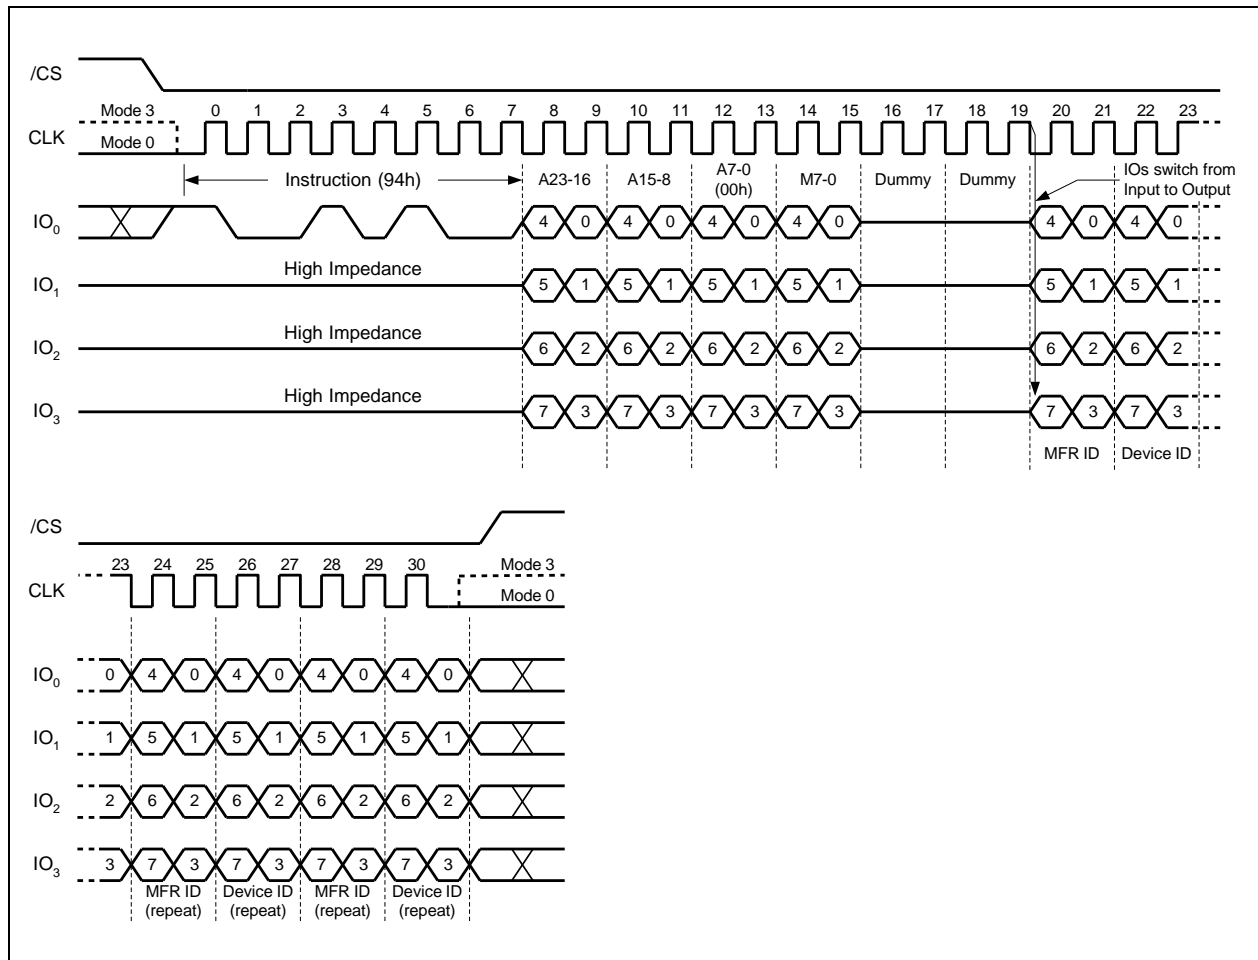 /CS
Mode 3 0 1 2 3 4 5 6 7 8 9 10 11 12 13 14 15 16 17 18 19 20 21 22 23
CLK
Mode 0
Instruction (94h) A23-16 A15-8 A7-0 (00h) M7-0 Dummy Dummy IOs switch from Input to Output
IO0 4 0 4 0 4 0 4 0 4 0 4 0
High Impedance
IO1 5 1 5 1 5 1 5 1 5 1 5 1
High Impedance
IO2 6 2 6 2 6 2 6 2 6 2 6 2
High Impedance
IO3 7 3 7 3 7 3 7 3 7 3 7 3
MFR ID Device ID
/CS
23 24 25 26 27 28 29 30 Mode 3
CLK
Mode 0
IO0 0 4 0 4 0 4 0 4 0
IO1 1 5 1 5 1 5 1 5 1
IO2 2 6 2 6 2 6 2 6 2
IO3 3 7 3 7 3 7 3 7 3
MFR ID Device ID MFR ID Device ID
(repeat) (repeat) (repeat) (repeat)